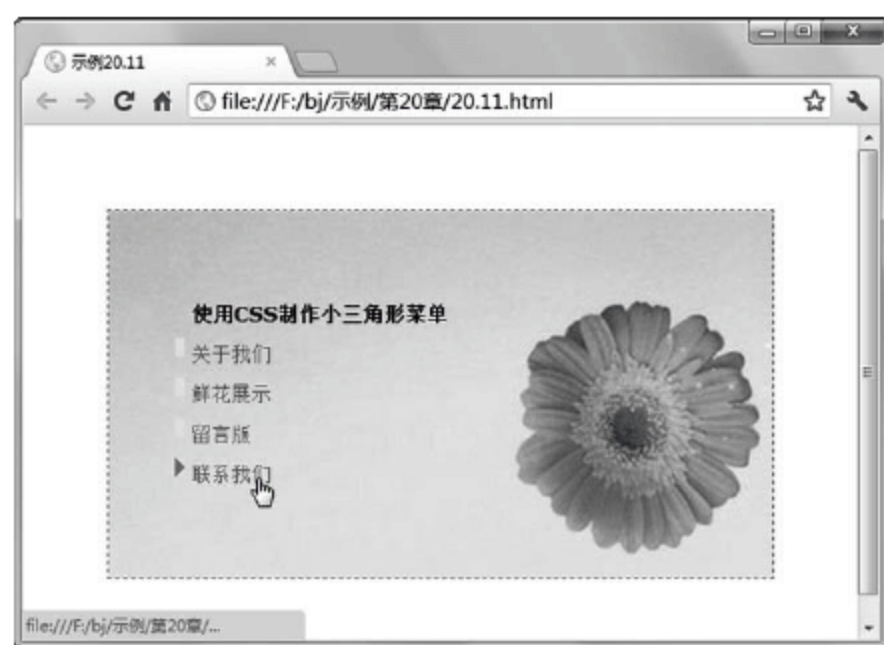 示例20.11
file:///F:/bj/示例/第20章/20.11.html
使用CSS制作小三角形菜单
关于我们
鲜花展示
留言版
联系我们
file:///F:/bj/示例/第20章/...